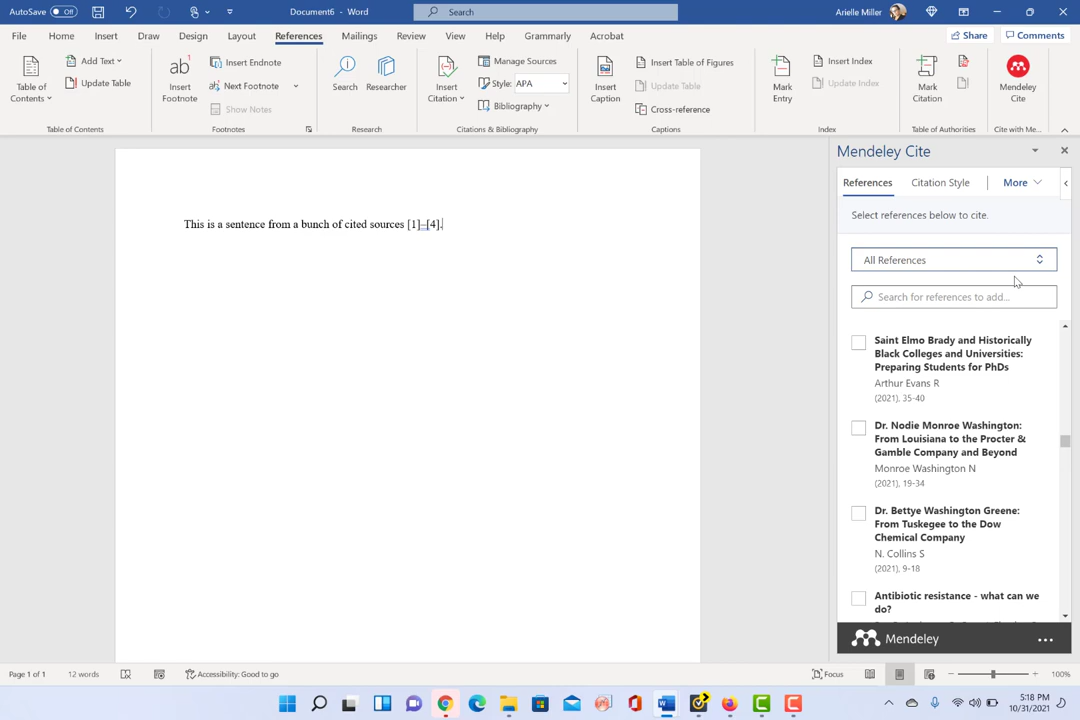 AutoSave Off Document6 - Word Search Arielle Miller
File Home Insert Draw Design Layout References Mailings Review View Help Grammarly Acrobat Share Comments
Table of Contents
Add Text
Update Table
Table of Contents
ab1
Insert Footnote
Insert Endnote
Next Footnote
Show Notes
Footnotes
Search
Researcher
Research
Insert Citation
Manage Sources
Style: APA
Bibliography
Citations & Bibliography
Insert Caption
Insert Table of Figures
Update Table
Cross-reference
Captions
Mark Entry
Insert Index
Update Index
Index
Mark Citation
Table of Authorities
Mendeley Cite
Cite with Me...
This is a sentence from a bunch of cited sources [1]–[4].
Mendeley Cite
References Citation Style More
Select references below to cite.
All References
Search for references to add...
Saint Elmo Brady and Historically
Black Colleges and Universities:
Preparing Students for PhDs
Arthur Evans R
(2021), 35-40
Dr. Nodie Monroe Washington:
From Louisiana to the Procter &
Gamble Company and Beyond
Monroe Washington N
(2021), 19-34
Dr. Bettye Washington Greene:
From Tuskegee to the Dow
Chemical Company
N. Collins S
(2021), 9-18
Antibiotic resistance - what can we
do?
Mendeley
Page 1 of 1 12 words Accessibility: Good to go Focus 100%
5:18 PM
10/31/2021